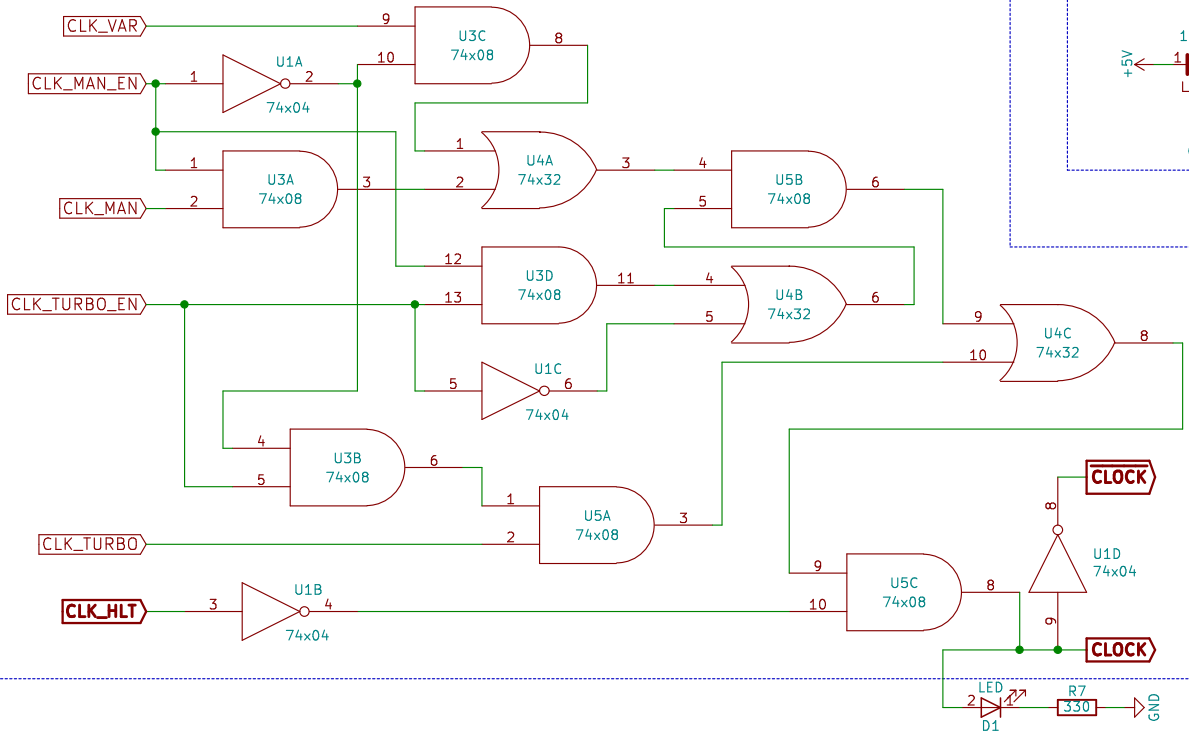 CLK_VAR
9
U3C
74x08
8
10
1
+5V
1
U1A
CLK_MAN_EN
1
2
74x04
1
U4A
74x32
3
4
U5B
74x08
6
1
U3A
74x08
3
2
5
CLK_MAN
2
12
U3D
74x08
11
4
U4B
74x32
6
CLK_TURBO_EN
13
5
9
U4C
74x32
8
10
U1C
5
6
74x04
4
U3B
74x08
6
5
CLOCK
1
U5A
74x08
3
8
CLK_TURBO
2
U1D
74x04
9
U5C
74x08
8
U1B
CLK_HLT
3
4
74x04
10
9
CLOCK
LED
2
1
D1
R7
330
GND